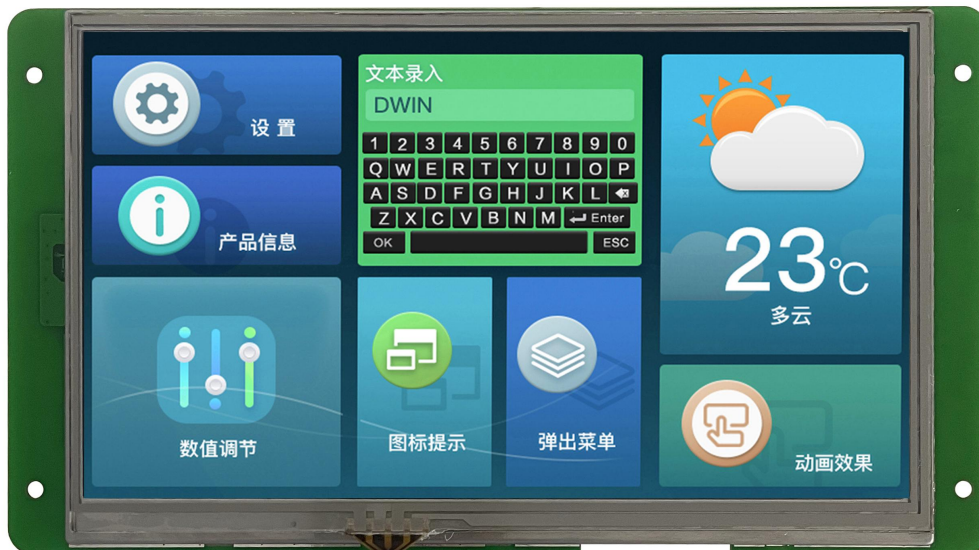 设置
产品信息
数值调节
文本录入
DWIN
1 2 3 4 5 6 7 8 9 0
Q W E R T Y U I O P
A S D F G H J K L
Z X C V B N M Enter
OK ESC
图标提示
弹出菜单
23℃
多云
动画效果